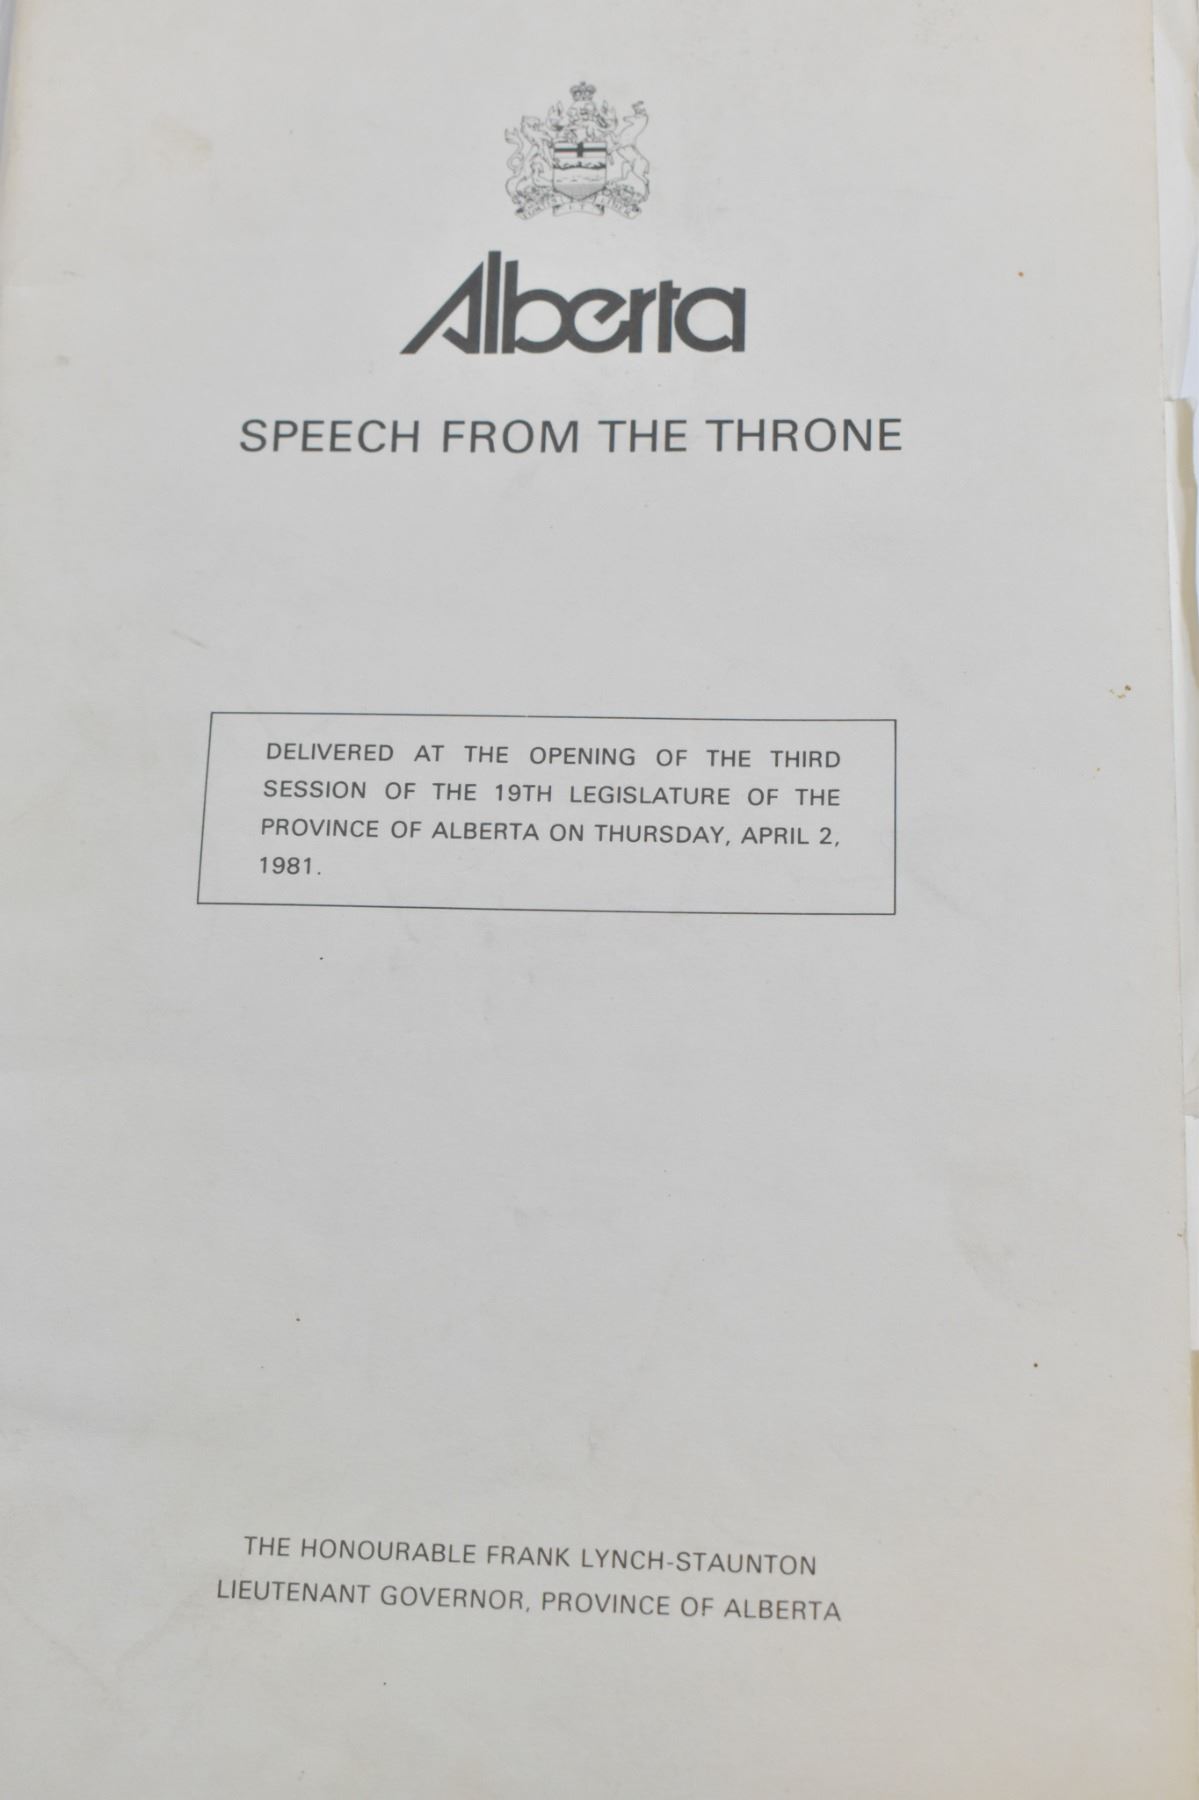 Alberta
SPEECH FROM THE THRONE
DELIVERED AT THE OPENING OF THE THIRD
SESSION OF THE 19TH LEGISLATURE OF THE
PROVINCE OF ALBERTA ON THURSDAY, APRIL 2,
1981.
THE HONOURABLE FRANK LYNCH-STAUNTON
LIEUTENANT GOVERNOR, PROVINCE OF ALBERTA